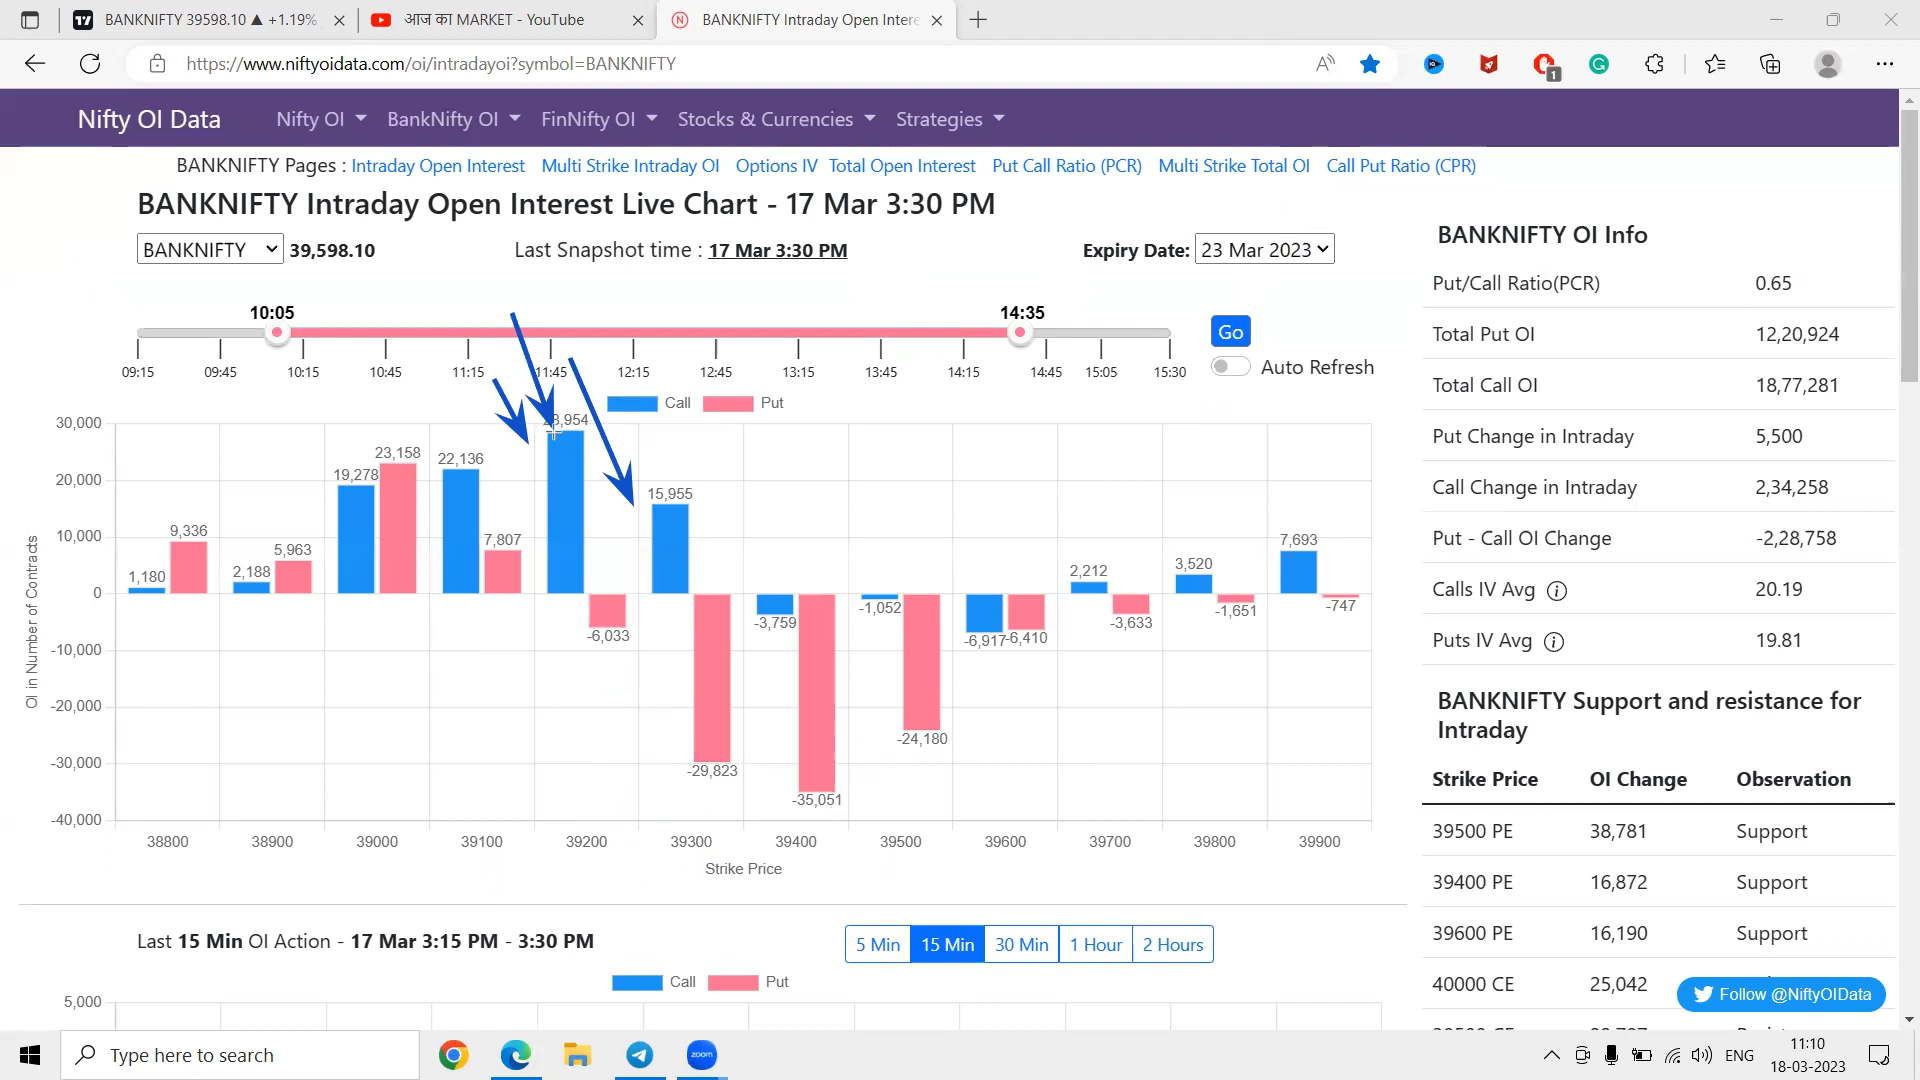 BANKNIFTY 39598.10 ▲ +1.19%
आज का MARKET - YouTube
BANKNIFTY Intraday Open Intere
https://www.niftyoidata.com/oi/intradayoi?symbol=BANKNIFTY
1
Nifty OI Data
Nifty OI
BankNifty OI
FinNifty OI
Stocks & Currencies
Strategies
BANKNIFTY Pages : Intraday Open Interest Multi Strike Intraday OI Options IV Total Open Interest Put Call Ratio (PCR) Multi Strike Total OI Call Put Ratio (CPR)
BANKNIFTY Intraday Open Interest Live Chart - 17 Mar 3:30 PM
BANKNIFTY 39,598.10
Last Snapshot time : 17 Mar 3:30 PM
Expiry Date: 23 Mar 2023
10:05 14:35
Go
Auto Refresh
09:15 09:45 10:15 10:45 11:15 11:45 12:15 12:45 13:15 13:45 14:15 14:45 15:05 15:30
Call Put
30,000
20,000
10,000
0
-10,000
-20,000
-30,000
-40,000
OI in Number of Contracts
1,180 9,336
2,188 5,963
19,278 23,158
22,136 7,807
-6,033
15,955 -29,823
-3,759 -35,051
-1,052 -24,180
-6,917 -6,410
2,212 -3,633
3,520 -1,651
7,693 -747
38800 38900 39000 39100 39200 39300 39400 39500 39600 39700 39800 39900
Strike Price
Last 15 Min OI Action - 17 Mar 3:15 PM - 3:30 PM
5 Min 15 Min 30 Min 1 Hour 2 Hours
Call Put
5,000
BANKNIFTY OI Info
Put/Call Ratio(PCR) 0.65
Total Put OI 12,20,924
Total Call OI 18,77,281
Put Change in Intraday 5,500
Call Change in Intraday 2,34,258
Put - Call OI Change -2,28,758
Calls IV Avg 20.19
Puts IV Avg 19.81
BANKNIFTY Support and resistance for
Intraday
Strike Price OI Change Observation
39500 PE 38,781 Support
39400 PE 16,872 Support
39600 PE 16,190 Support
40000 CE 25,042
Follow @NiftyOIData
Type here to search
zoom
ENG
11:10
18-03-2023